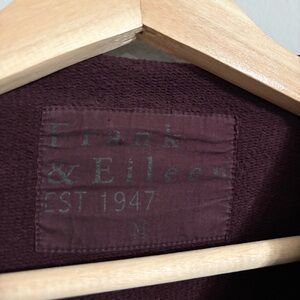 Frank
& Eileen
EST 1947
M